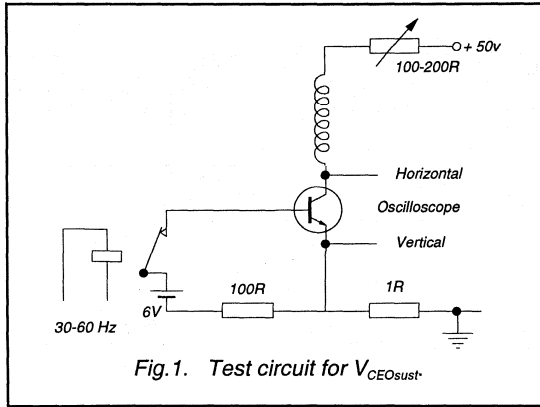 + 50v
100-200R
Horizontal
Oscilloscope
Vertical
100R
1R
6V
30-60 Hz
Fig.1. Test circuit for VCEOsust.